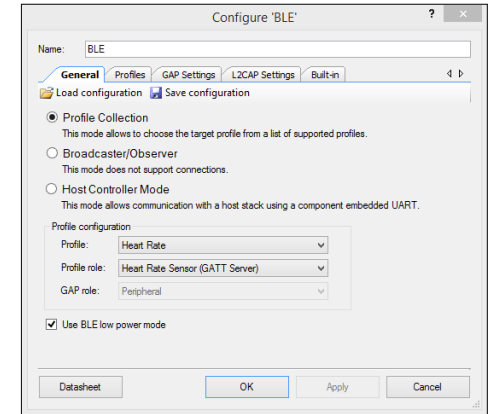 Configure 'BLE'
Name: BLE
General Profiles GAP Settings L2CAP Settings Built-in
Load configuration Save configuration
Profile Collection
This mode allows to choose the target profile from a list of supported profiles.
Broadcaster/Observer
This mode does not support connections.
Host Controller Mode
This mode allows communication with a host stack using a component embedded UART.
Profile configuration
Profile: Heart Rate
Profile role: Heart Rate Sensor (GATT Server)
GAP role: Peripheral
Use BLE low power mode
Datasheet OK Apply Cancel